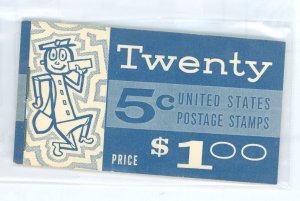 Twenty
5¢ UNITED STATES
POSTAGE STAMPS
PRICE $1.00